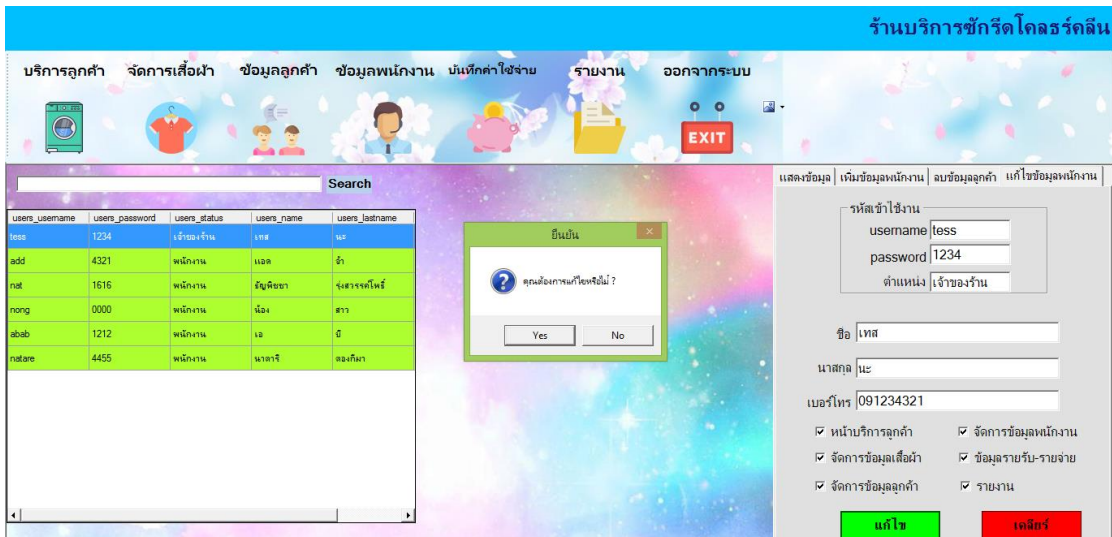 ร้านบริการซักรีดโคลธร์คลีน
บริการลูกค้า จัดการเสื้อผ้า ข้อมูลลูกค้า ข้อมูลพนักงาน บันทึกค่าใช้จ่าย รายงาน ออกจากระบบ
EXIT
Search
แสดงข้อมูล เพิ่มข้อมูลพนักงาน ลบข้อมูลลูกค้า แก้ไขข้อมูลพนักงาน
users_username users_password users_status users_name users_lastname
tess 1234 เจ้าของร้าน เทส นะ
add 4321 พนักงาน แอด จ๋า
nat 1616 พนักงาน ธัญพิชชา รุ่งสวรรค์โพธิ์
nong 0000 พนักงาน น้อง สาว
abab 1212 พนักงาน เอ บี
natare 4455 พนักงาน นาตารี
ยืนยัน
คุณต้องการแก้ไขหรือไม่ ?
Yes No
รหัสเข้าใช้งาน
username tess
password 1234
ตำแหน่ง เจ้าของร้าน
ชื่อ เทส
นาสกุล นะ
เบอร์โทร 091234321
หน้าบริการลูกค้า จัดการข้อมูลพนักงาน
จัดการข้อมูลเสื้อผ้า ข้อมูลรายรับ-รายจ่าย
จัดการข้อมูลลูกค้า รายงาน
แก้ไข เคลียร์